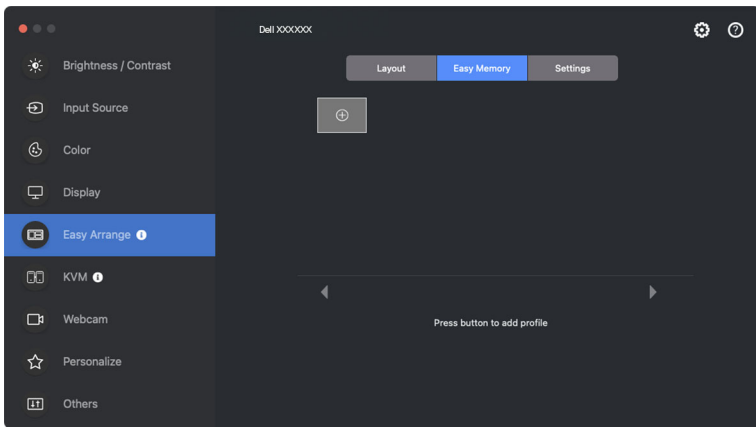 Dell XXXXXX
Brightness / Contrast
Input Source
Color
Display
Easy Arrange
KVM
Webcam
Personalize
Others
Layout
Easy Memory
Settings
Press button to add profile